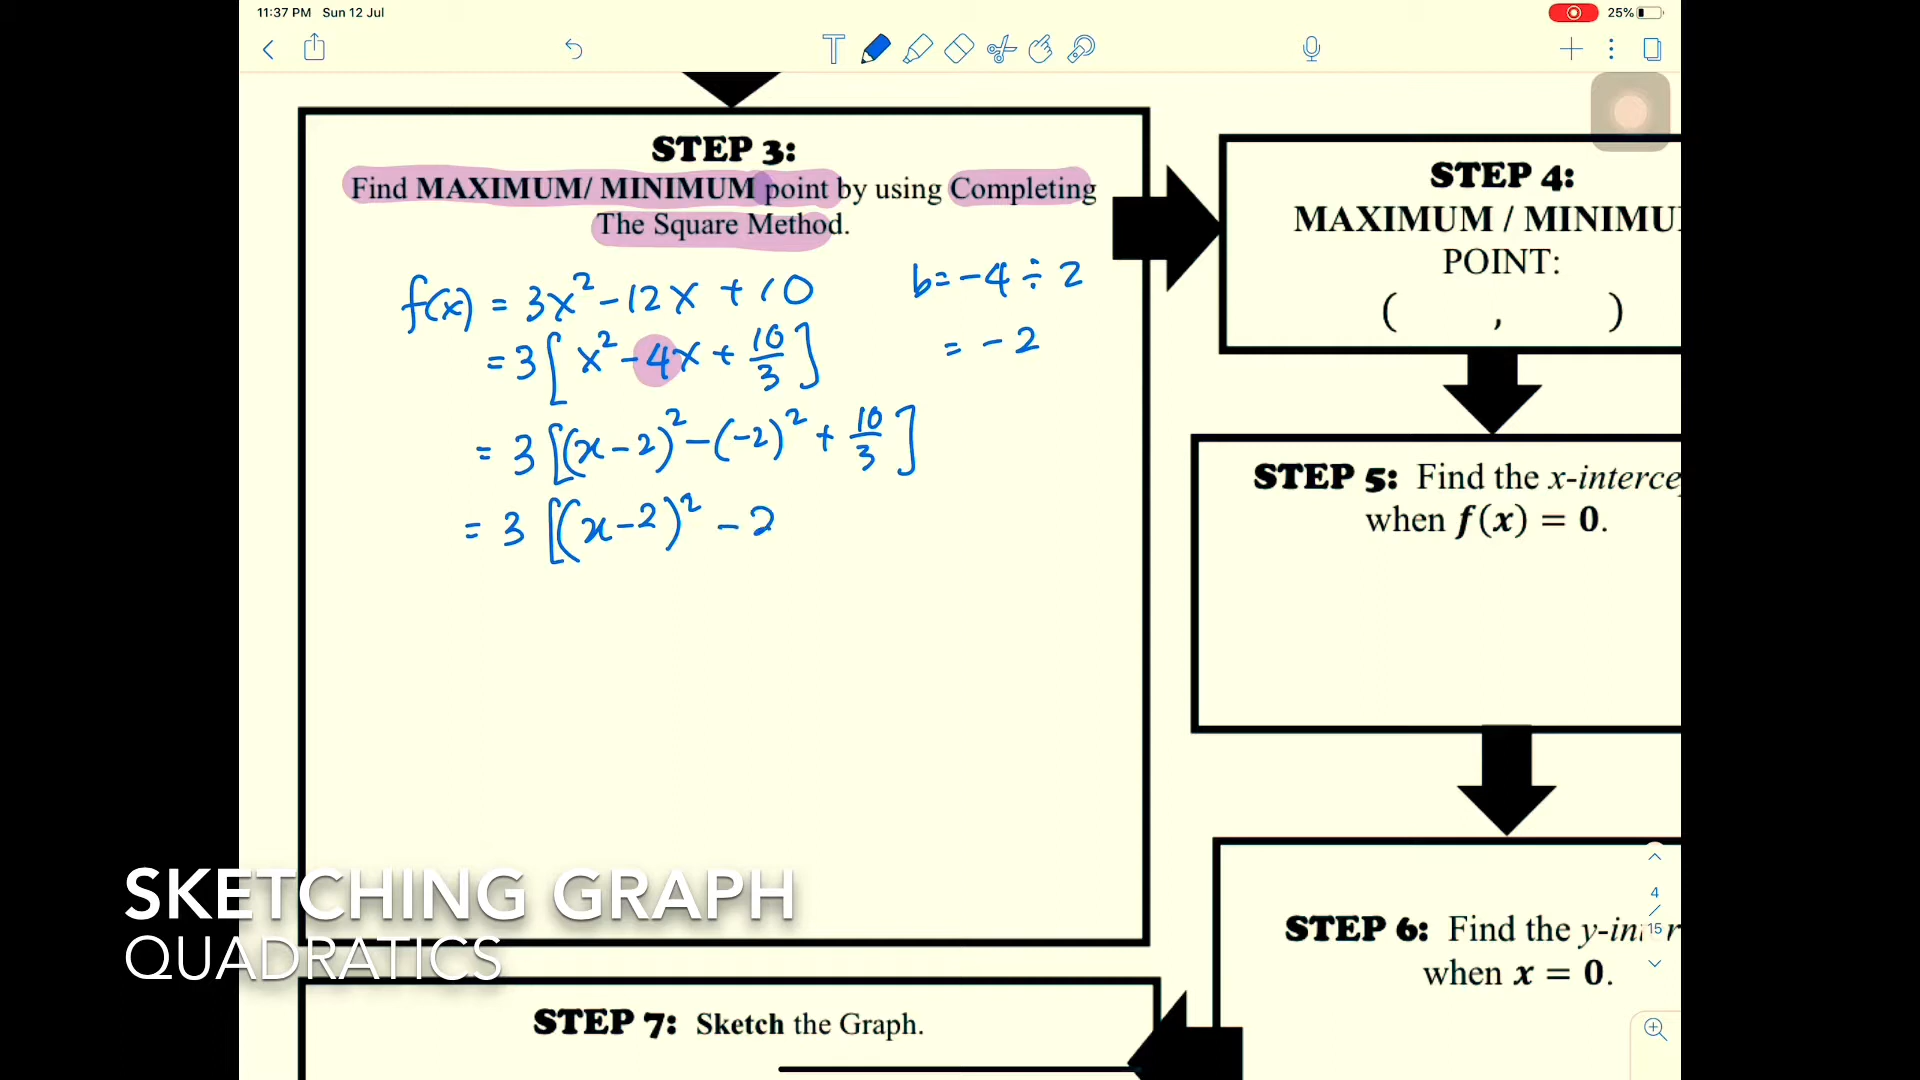 11:37 PM Sun 12 Jul
25%
STEP 3:
Find MAXIMUM/ MINIMUM point by using Completing
The Square Method.
f(x) = 3x² - 12x + 10
= 3[x² - 4x + 10/3]
= 3[(x - 2)² - (-2)² + 10/3]
= 3[(x - 2)² - 2
b = -4 ÷ 2
= -2
STEP 4:
MAXIMUM / MINIMU
POINT:
( , )
STEP 5: Find the x-interce
when f(x) = 0.
STEP 6: Find the y-inter
when x = 0.
4
/
15
SKETCHING GRAPH
QUADRATICS
STEP 7: Sketch the Graph.